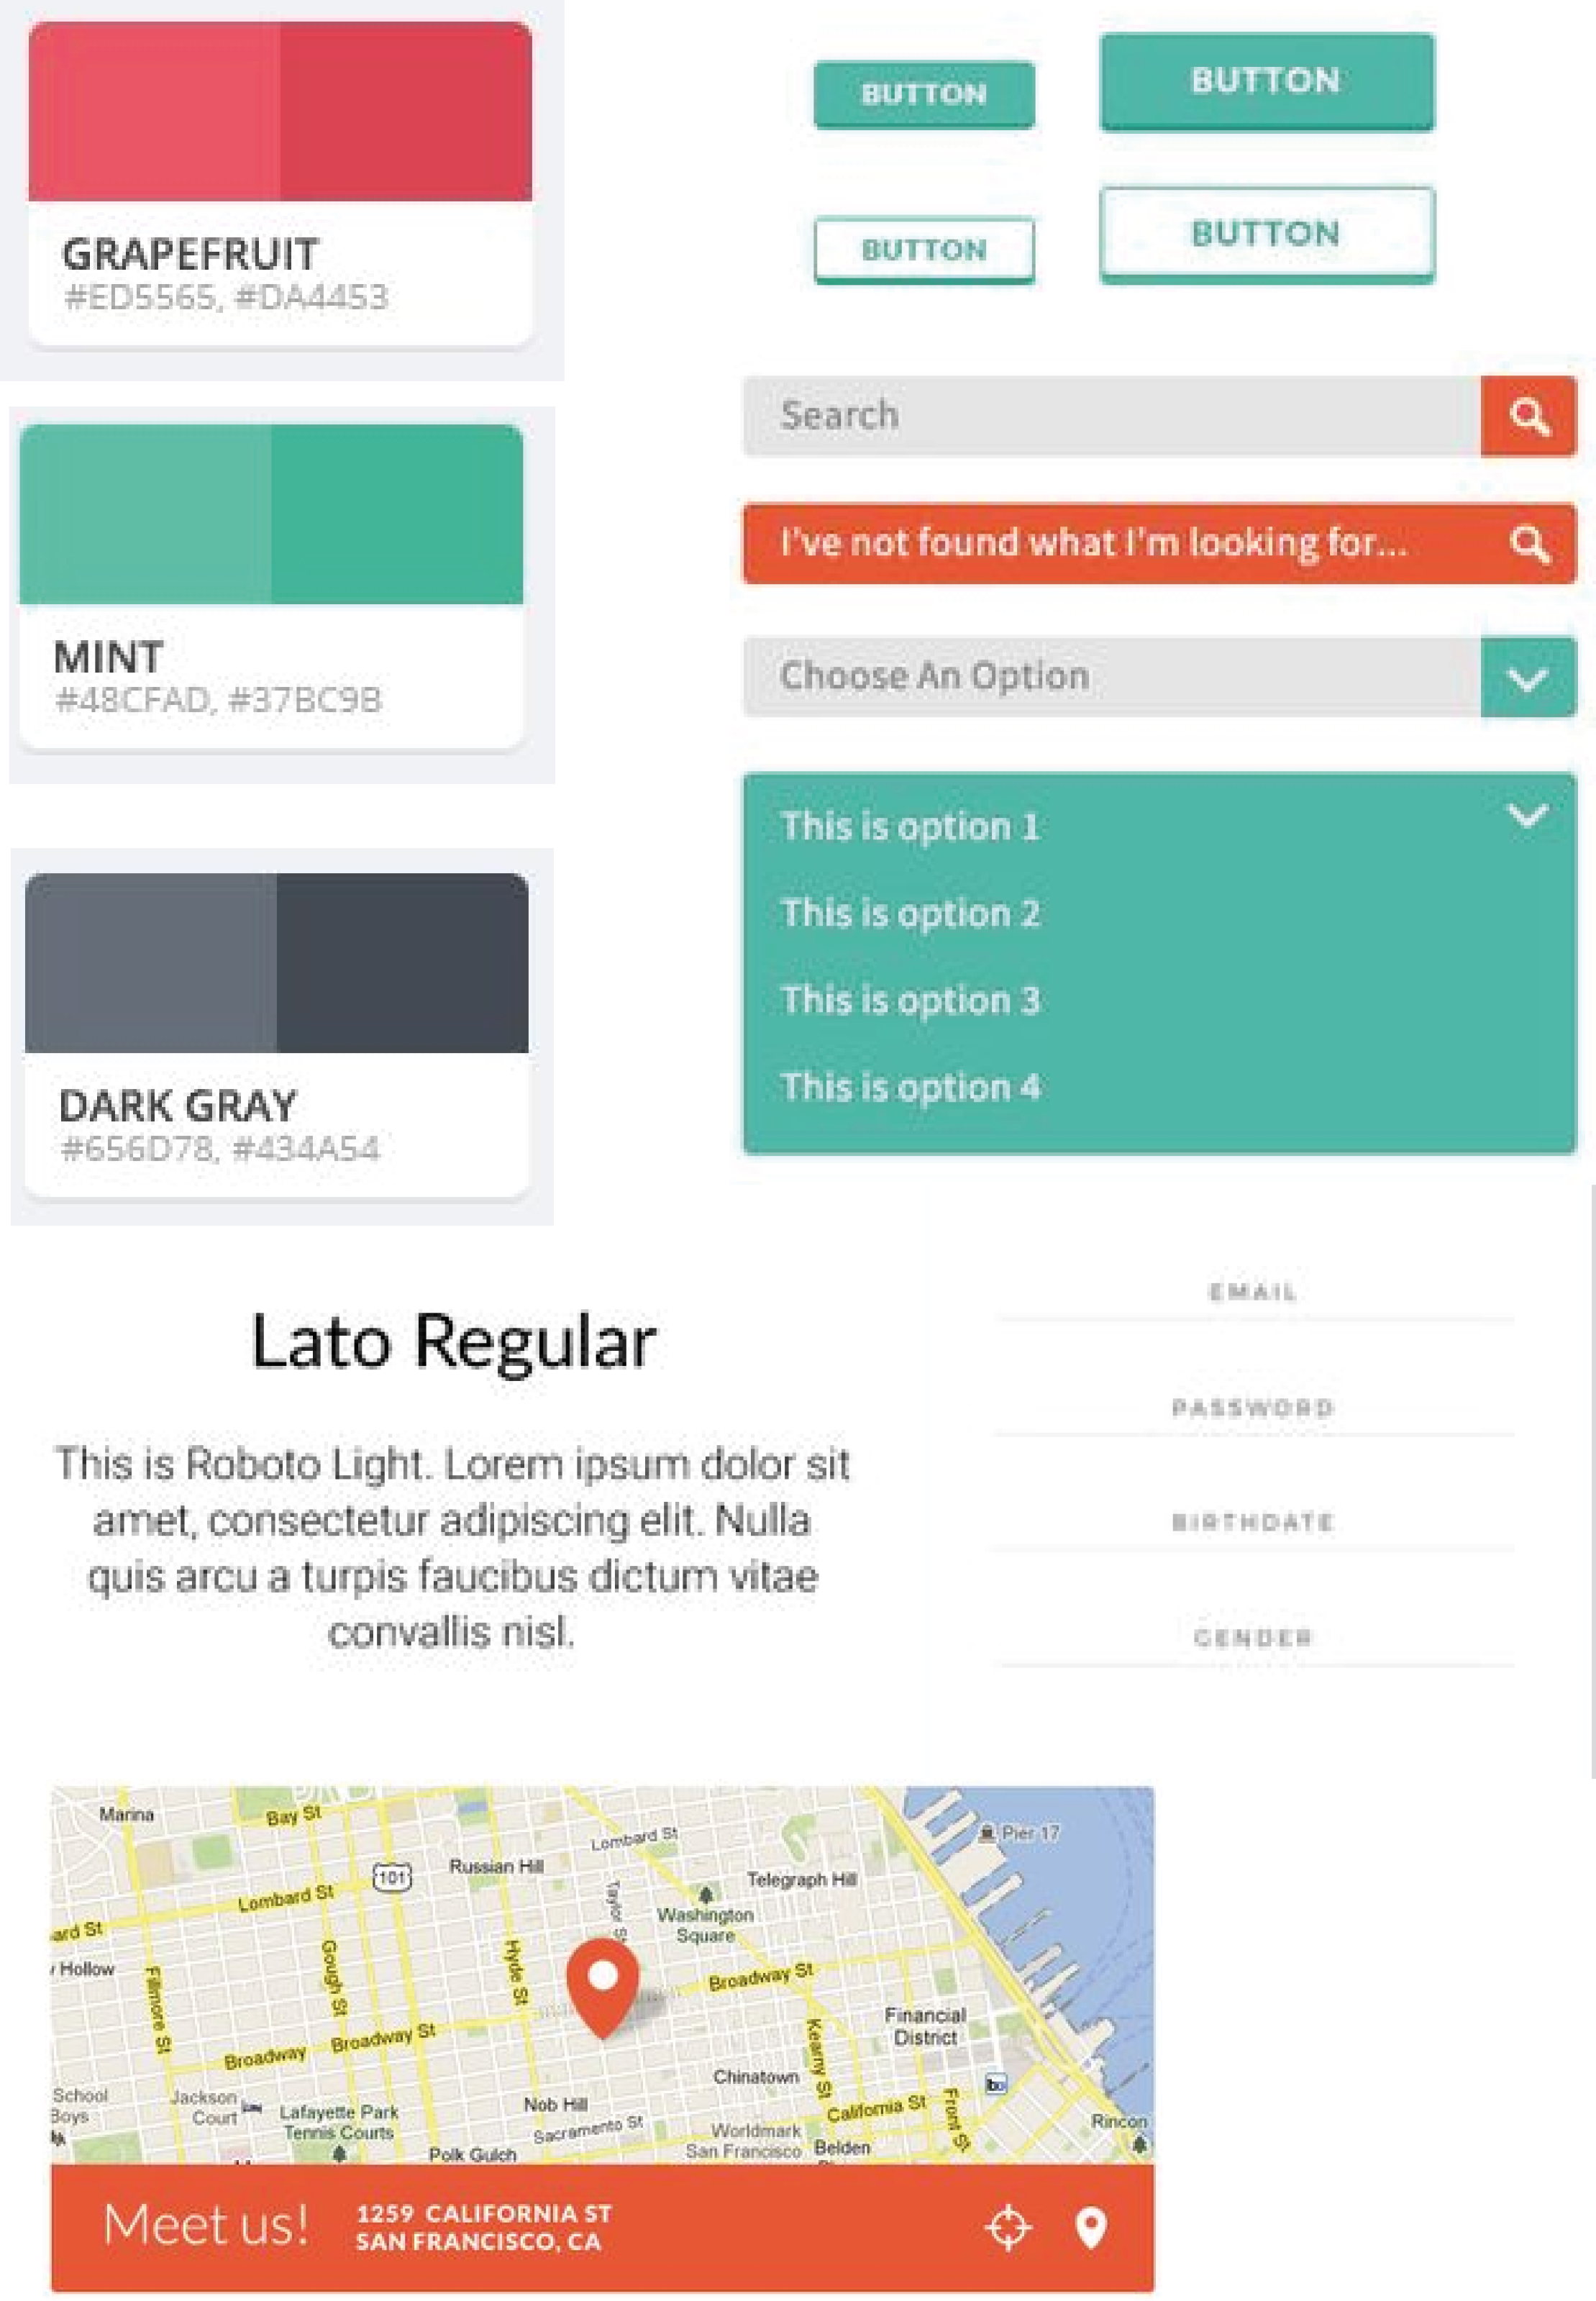 GRAPEFRUIT
#ED5565, #DA4453
MINT
#48CFAD, #37BC9B
DARK GRAY
#656D78, #434A54
BUTTON
BUTTON
BUTTON
BUTTON
Search
I've not found what I'm looking for...
Choose An Option
This is option 1
This is option 2
This is option 3
This is option 4
Lato Regular
This is Roboto Light. Lorem ipsum dolor sit
amet, consectetur adipiscing elit. Nulla
quis arcu a turpis faucibus dictum vitae
convallis nisl.
EMAIL
PASSWORD
BIRTHDATE
GENDER
Marina
Bay St
Lombard St
Pier 17
101
Russian Hill
Telegraph Hill
Lombard St
Taylor St
Washington
Square
ard St
Hollow
Fillmore St
Gough St
Hyde St
Broadway St
Financial
District
Broadway
Broadway St
Kearny St
Chinatown
School
Boys
Jackson
Court
Lafayette Park
Tennis Courts
Nob Hill
Sacramento St
California St
Front St
Worldmark
San Francisco
Belden
Rincon
Polk Gulch
Meet us!
1259 CALIFORNIA ST
SAN FRANCISCO, CA